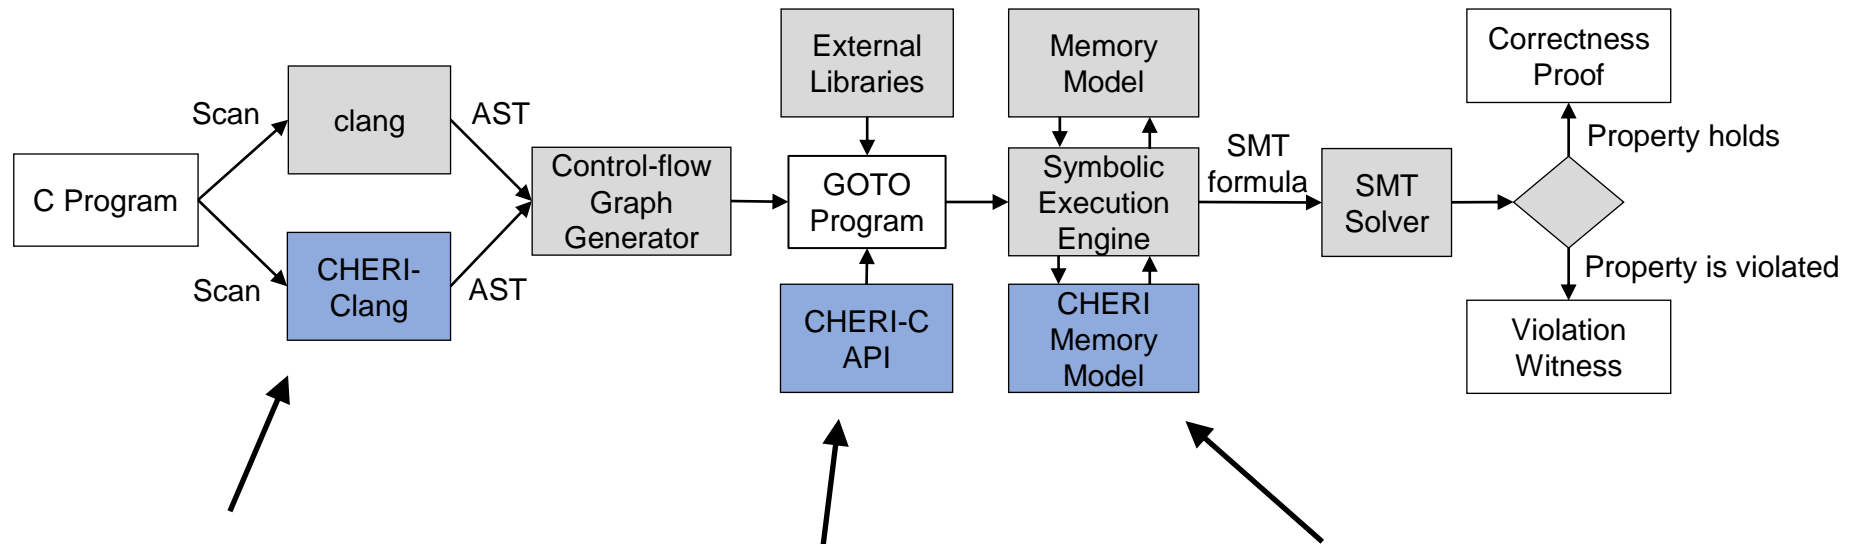 C Program
Scan
Scan
clang
CHERI-
Clang
AST
AST
Control-flow
Graph
Generator
External
Libraries
GOTO
Program
CHERI-C
API
Memory
Model
Symbolic
Execution
Engine
CHERI
Memory
Model
SMT
formula
SMT
Solver
Correctness
Proof
Property holds
Property is violated
Violation
Witness